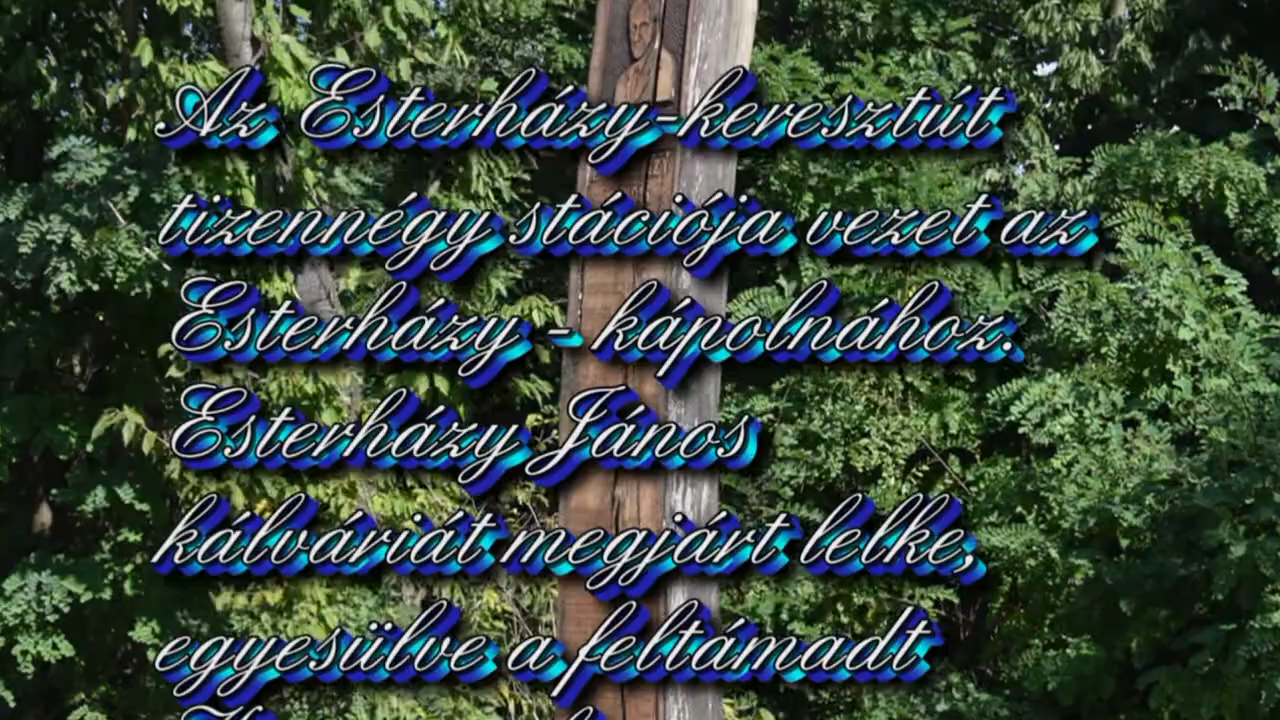 Az Esterházy-keresztút
tizennégy stációja vezet az
Esterházy - kápolnához.
Esterházy János
kálváriát megjárt lelke,
egyesülve a feltámadt